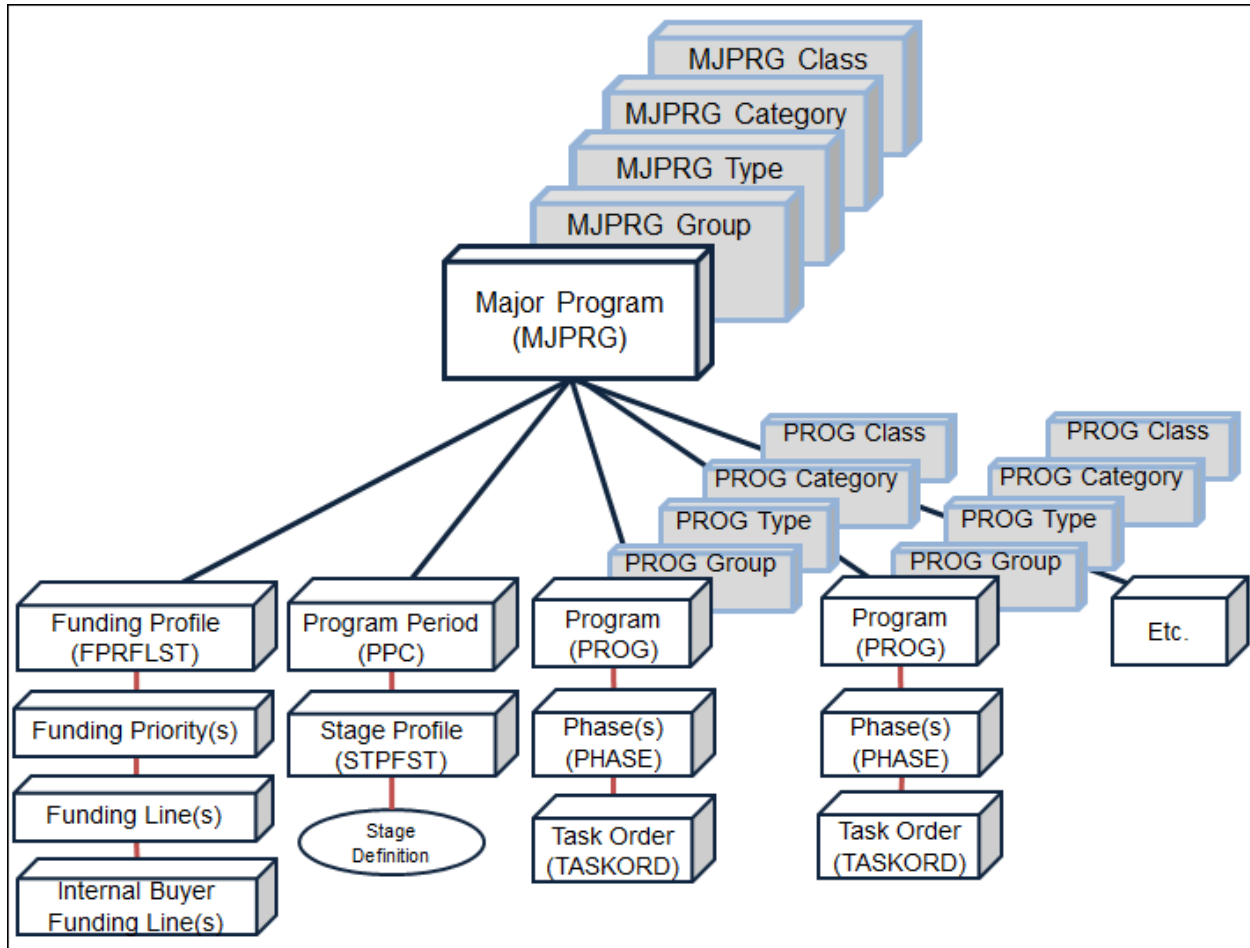 MJPRG Class
MJPRG Category
MJPRG Type
MJPRG Group
Major Program
(MJPRG)
PROG Class
PROG Category
PROG Type
PROG Group
PROG Class
PROG Category
PROG Type
PROG Group
Funding Profile
(FPRFLST)
Funding Priority(s)
Funding Line(s)
Internal Buyer
Funding Line(s)
Program Period
(PPC)
Stage Profile
(STPFST)
Stage
Definition
Program
(PROG)
Phase(s)
(PHASE)
Task Order
(TASKORD)
Program
(PROG)
Phase(s)
(PHASE)
Task Order
(TASKORD)
Etc.